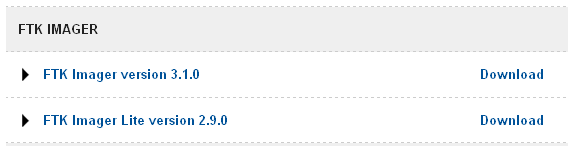 FTK IMAGER
FTK Imager version 3.1.0 Download
FTK Imager Lite version 2.9.0 Download